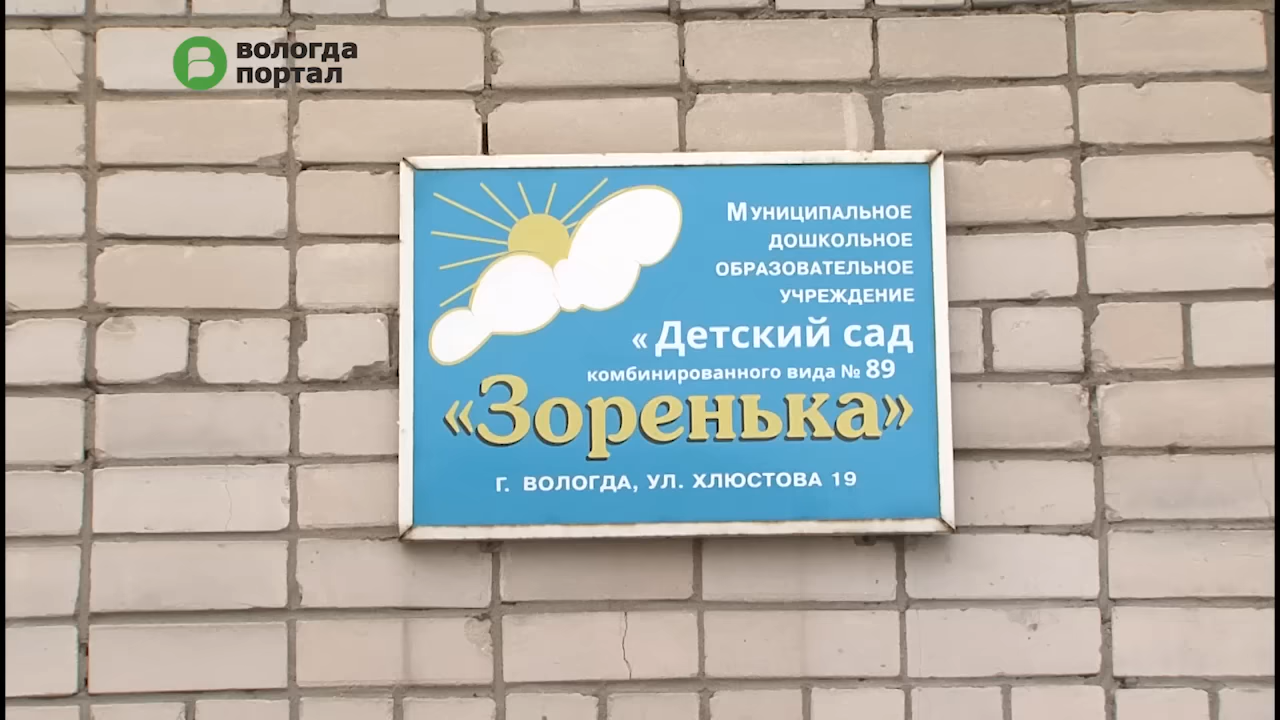 вологда
портал
Муниципальное
дошкольное
образовательное
учреждение
« Детский сад
комбинированного вида № 89
«Зоренька»
г. Вологда, ул. Хлюстова 19